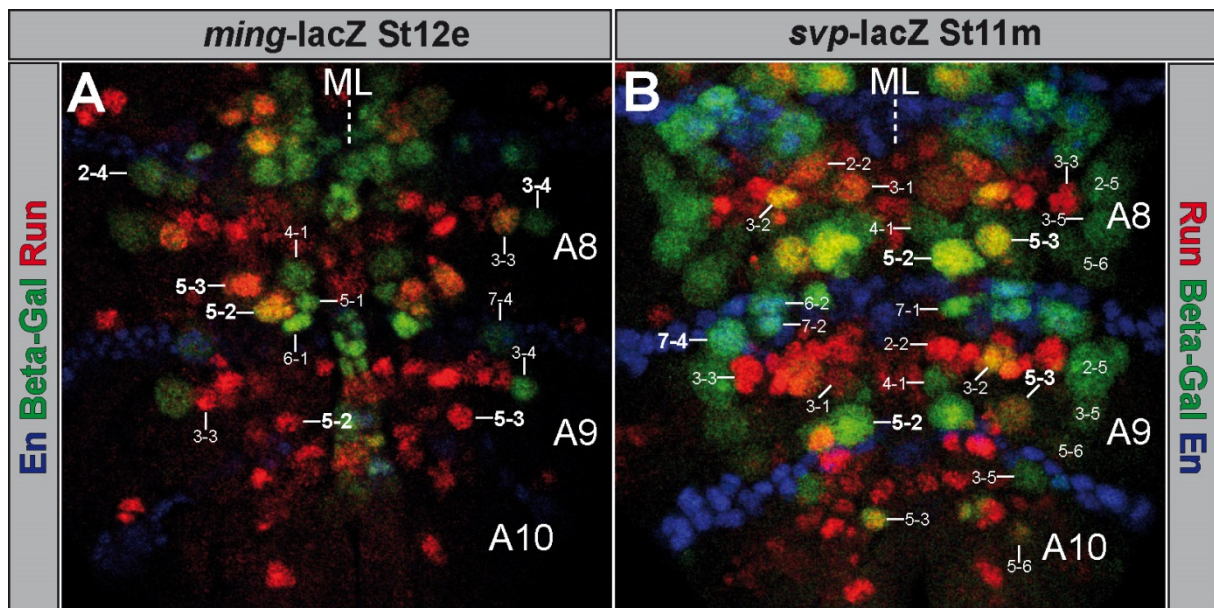 ming-lacZ St12e
svp-lacZ St11m
En Beta-Gal Run
A
ML
2-4
3-4
A8
4-1
3-3
5-3
5-2
5-1
7-4
6-1
3-4
3-3
5-2
5-3
A9
A10
B
ML
2-2
3-3
3-1
2-5
3-2
A8
3-5
4-1
5-3
5-2
5-6
6-2
7-1
7-2
7-4
2-2
3-3
3-2
5-3
2-5
4-1
3-1
3-5
5-2
A9
5-6
3-5
5-3
A10
5-6
Run Beta-Gal En